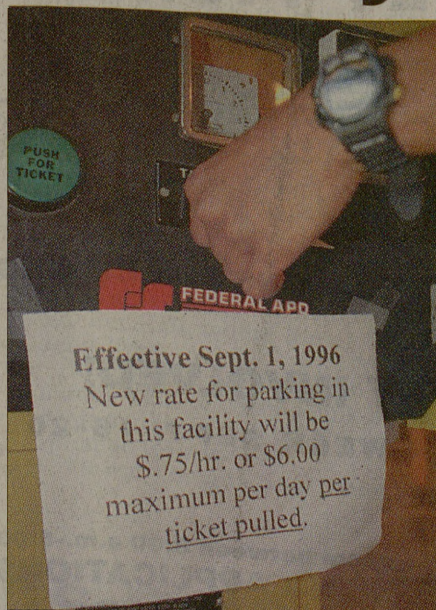 PUSH
FOR
TICKET
FEDERAL APD
Effective Sept. 1, 1996
New rate for parking in
this facility will be
$.75/hr. or $6.00
maximum per day per
ticket pulled.